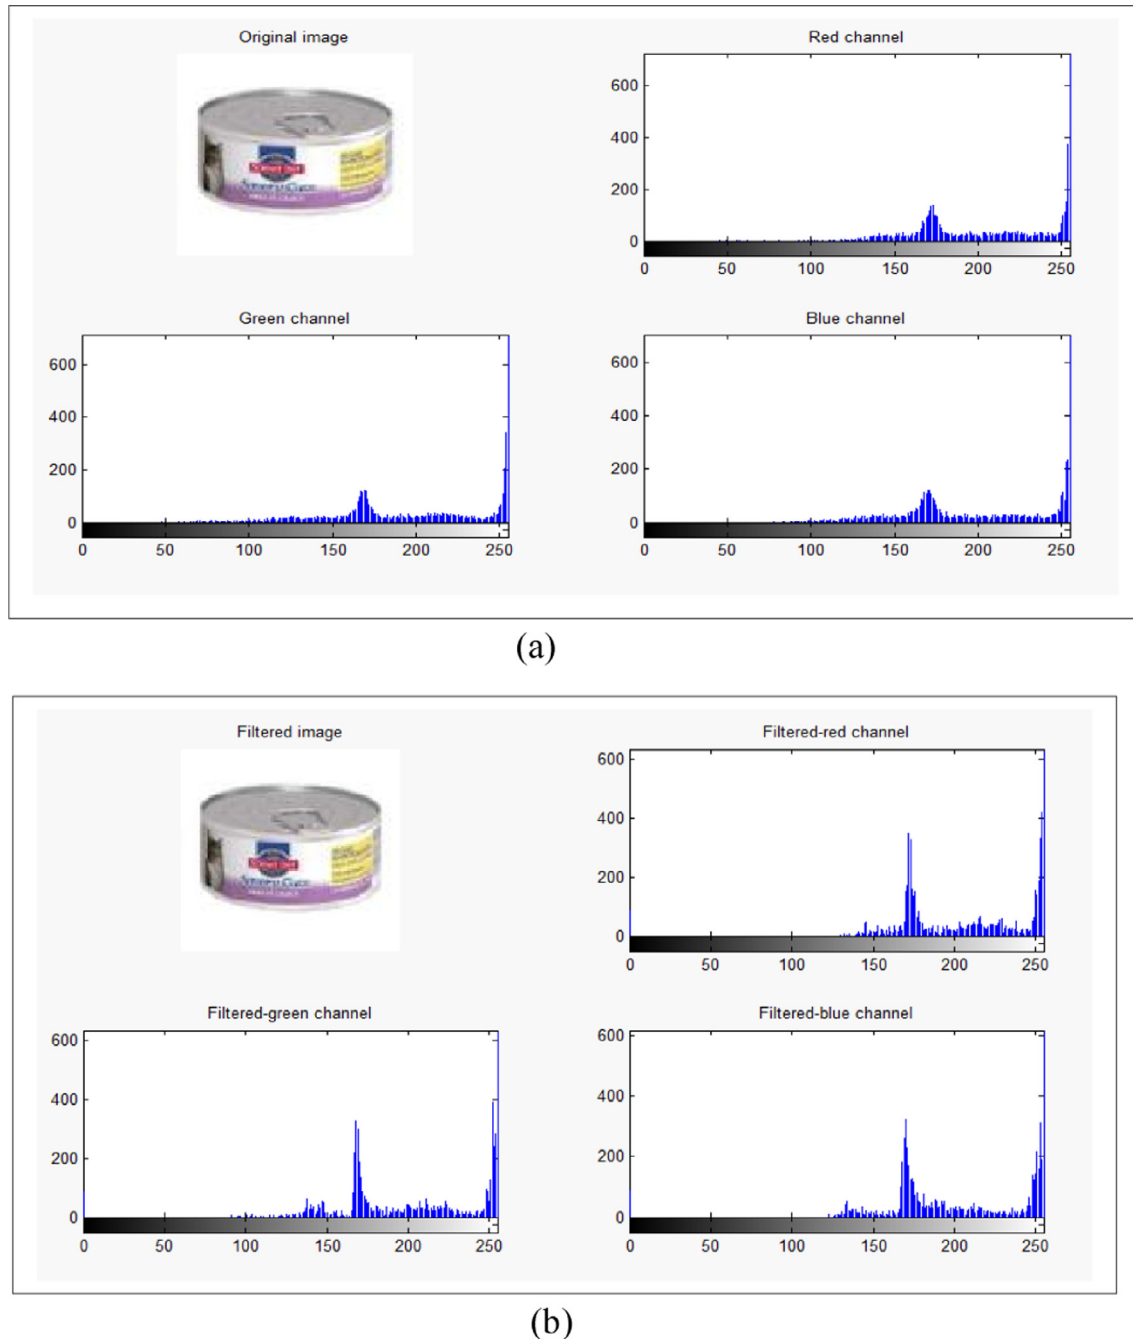 Original image
Red channel
600
400
200
0
0 50 100 150 200 250
Green channel
600
400
200
0
0 50 100 150 200 250
Blue channel
600
400
200
0
0 50 100 150 200 250
(a)
Filtered image
Filtered-red channel
600
400
200
0
0 50 100 150 200 250
Filtered-green channel
600
400
200
0
0 50 100 150 200 250
Filtered-blue channel
600
400
200
0
0 50 100 150 200 250
(b)